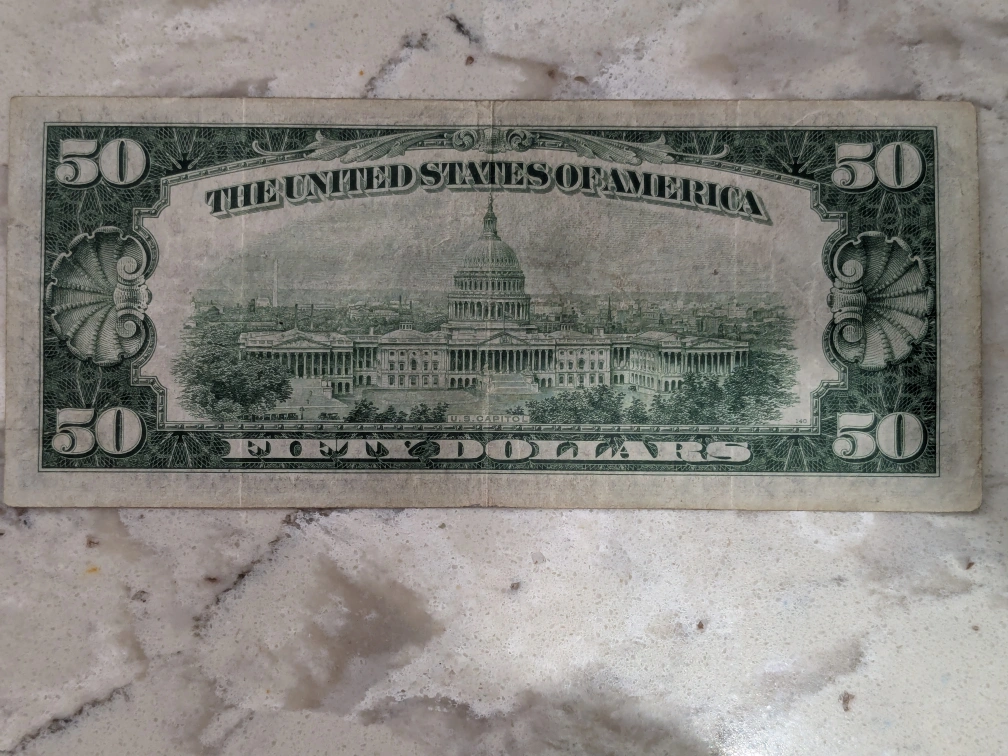 50 50
THE UNITED STATES OF AMERICA
U.S. CAPITOL
50 50
FIFTY DOLLARS